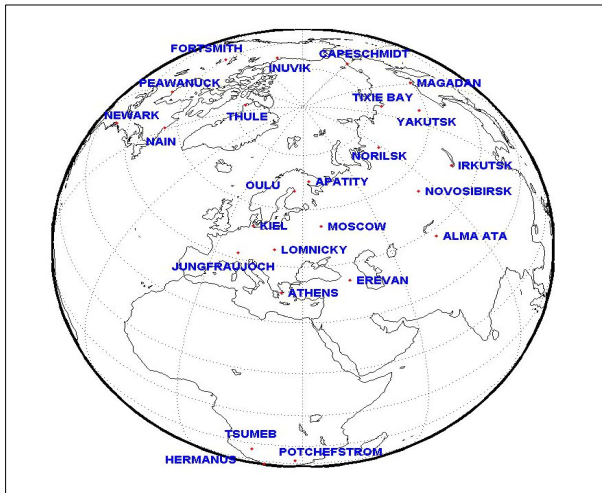 FORTSMITH
CAPESCHMIDT
INUVIK
PEAWANUCK
MAGADAN
TIXIE BAY
NEWARK
THULE
YAKUTSK
NAIN
NORILSK
IRKUTSK
OULU
APATITY
NOVOSIBIRSK
KIEL
MOSCOW
ALMA ATA
LOMNICKY
JUNGFRAUJOCH
EREVAN
ATHENS
TSUMEB
POTCHEFSTROM
HERMANUS